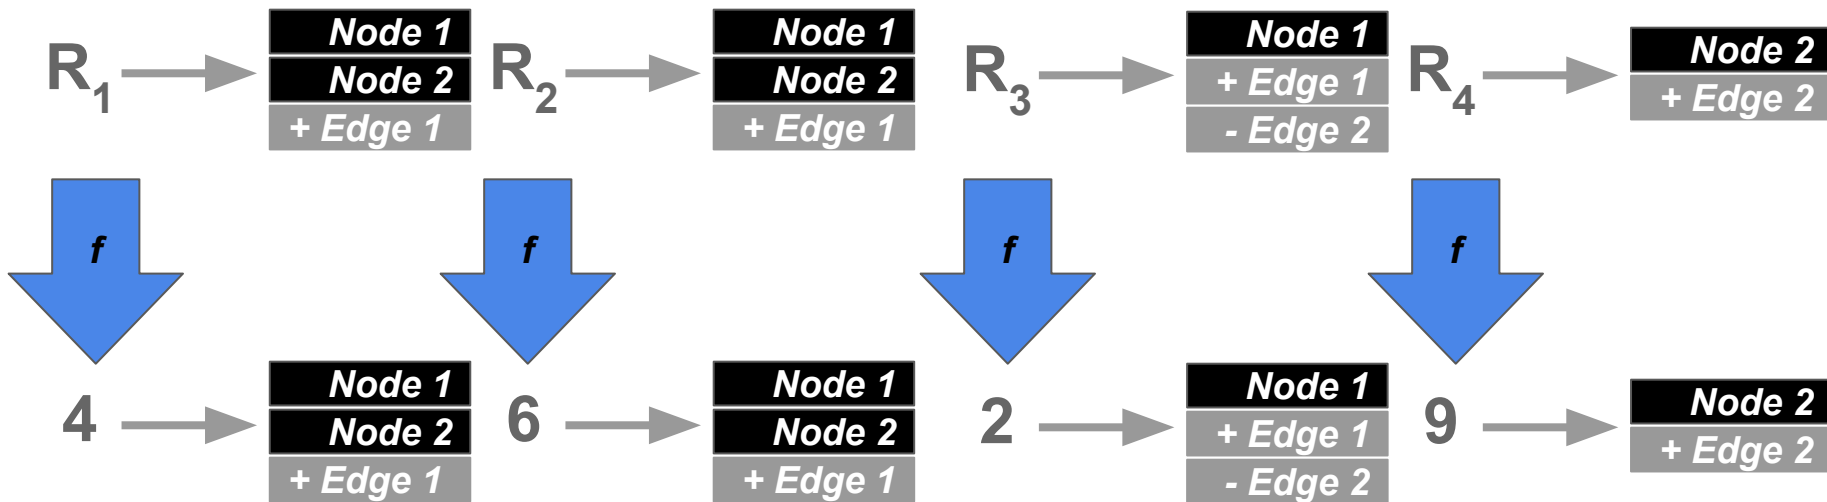 R1
Node 1
Node 2
+ Edge 1
R2
Node 1
Node 2
+ Edge 1
R3
Node 1
+ Edge 1
- Edge 2
R4
Node 2
+ Edge 2
f
f
f
f
4
Node 1
Node 2
+ Edge 1
6
Node 1
Node 2
+ Edge 1
2
Node 1
+ Edge 1
- Edge 2
9
Node 2
+ Edge 2